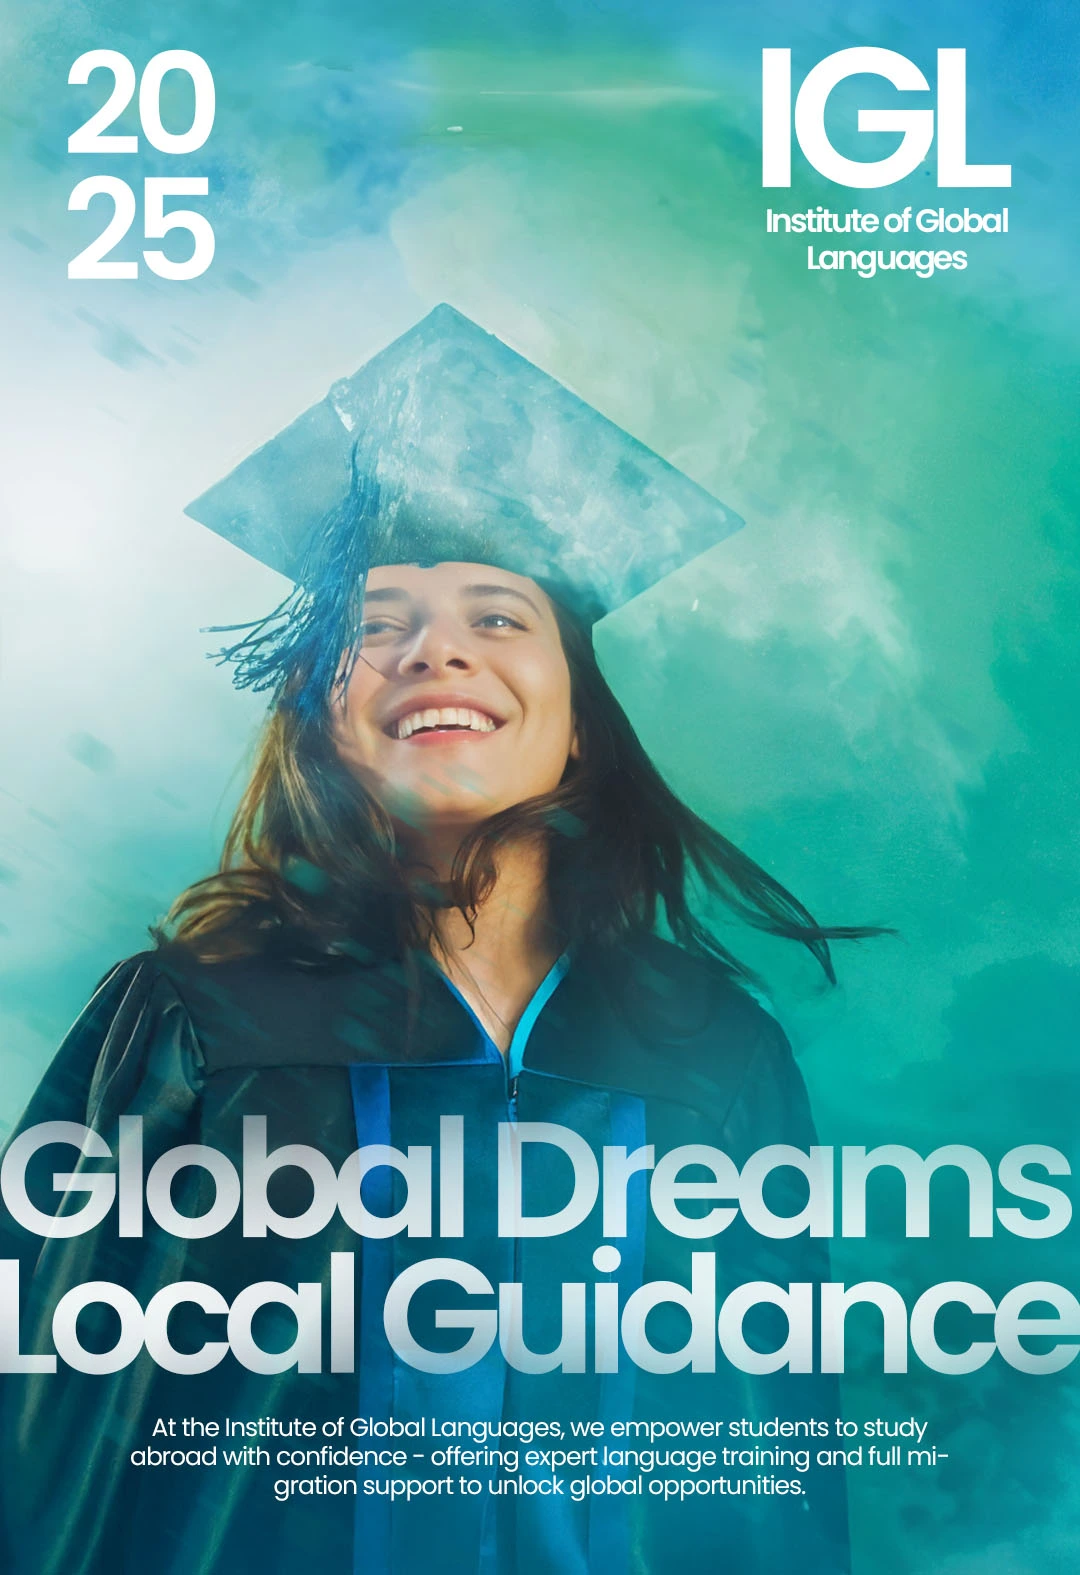 20
25
IGL
Institute of Global
Languages
Global Dreams
Local Guidance
At the Institute of Global Languages, we empower students to study
abroad with confidence - offering expert language training and full mi-
gration support to unlock global opportunities.